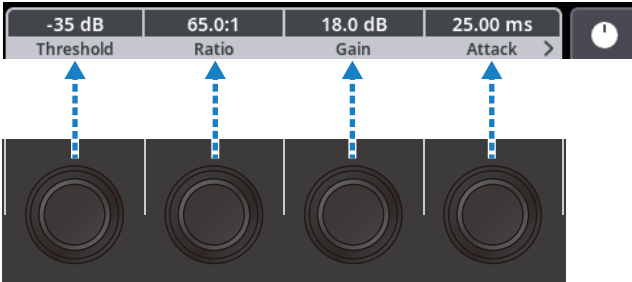 -35 dB 65.0:1 18.0 dB 25.00 ms
Threshold Ratio Gain Attack